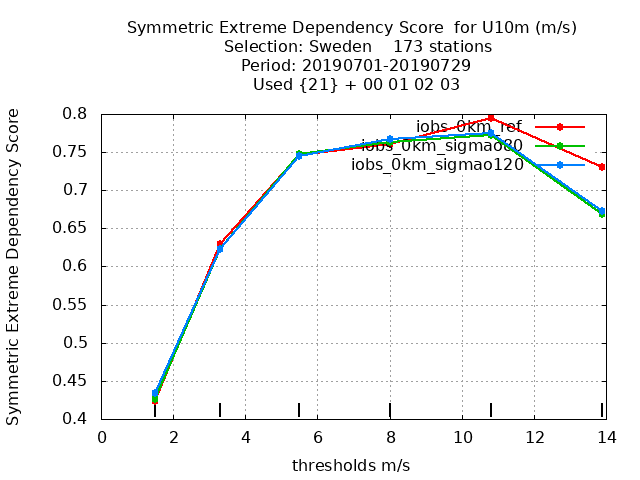 Symmetric Extreme Dependency Score  for U10m (m/s)
Selection: Sweden    173 stations
Period: 20190701-20190729
Used {21} + 00 01 02 03
Symmetric Extreme Dependency Score
0.8
0.75
0.7
0.65
0.6
0.55
0.5
0.45
0.4
iobs_0km_ref
iobs_0km_sigmao80
iobs_0km_sigmao120
0 2 4 6 8 10 12 14
thresholds m/s